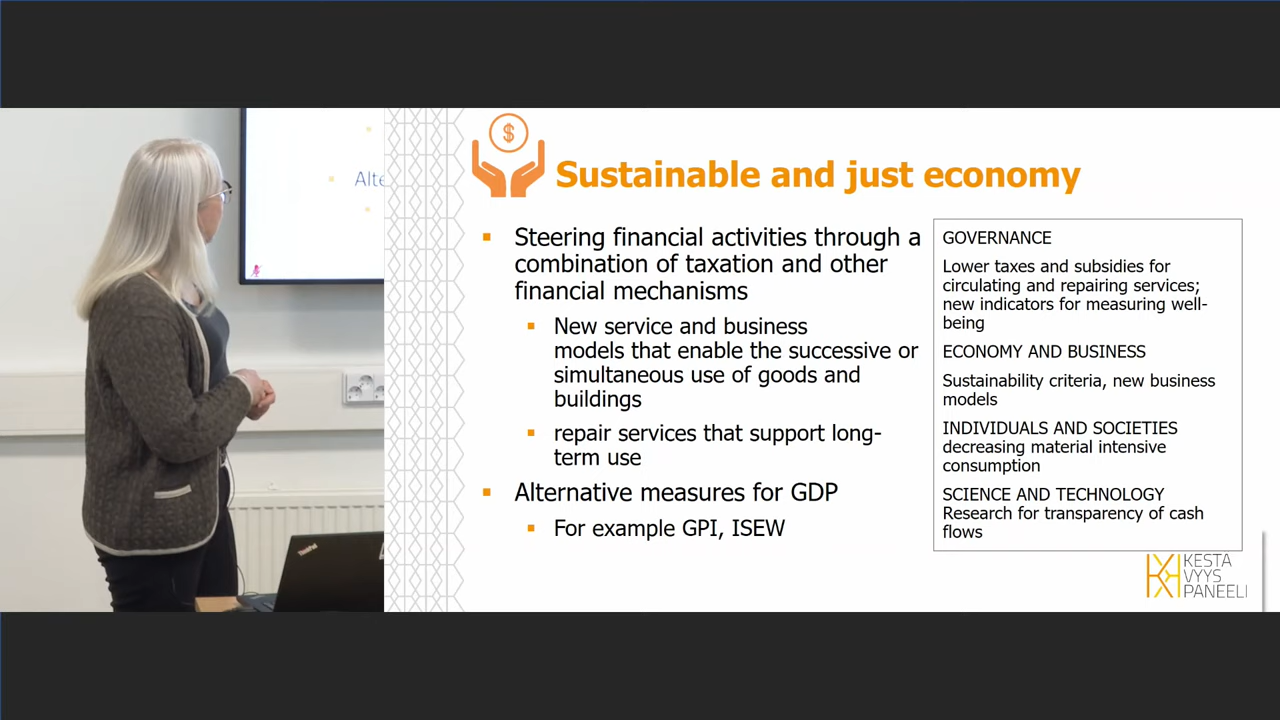 Alte
$
Sustainable and just economy
▪ Steering financial activities through a
combination of taxation and other
financial mechanisms
▪ New service and business
models that enable the successive or
simultaneous use of goods and
buildings
▪ repair services that support long-
term use
▪ Alternative measures for GDP
▪ For example GPI, ISEW
GOVERNANCE
Lower taxes and subsidies for
circulating and repairing services;
new indicators for measuring well-
being
ECONOMY AND BUSINESS
Sustainability criteria, new business
models
INDIVIDUALS AND SOCIETIES
decreasing material intensive
consumption
SCIENCE AND TECHNOLOGY
Research for transparency of cash
flows
KESTA
VYYS
PANEELI
ThinkPad